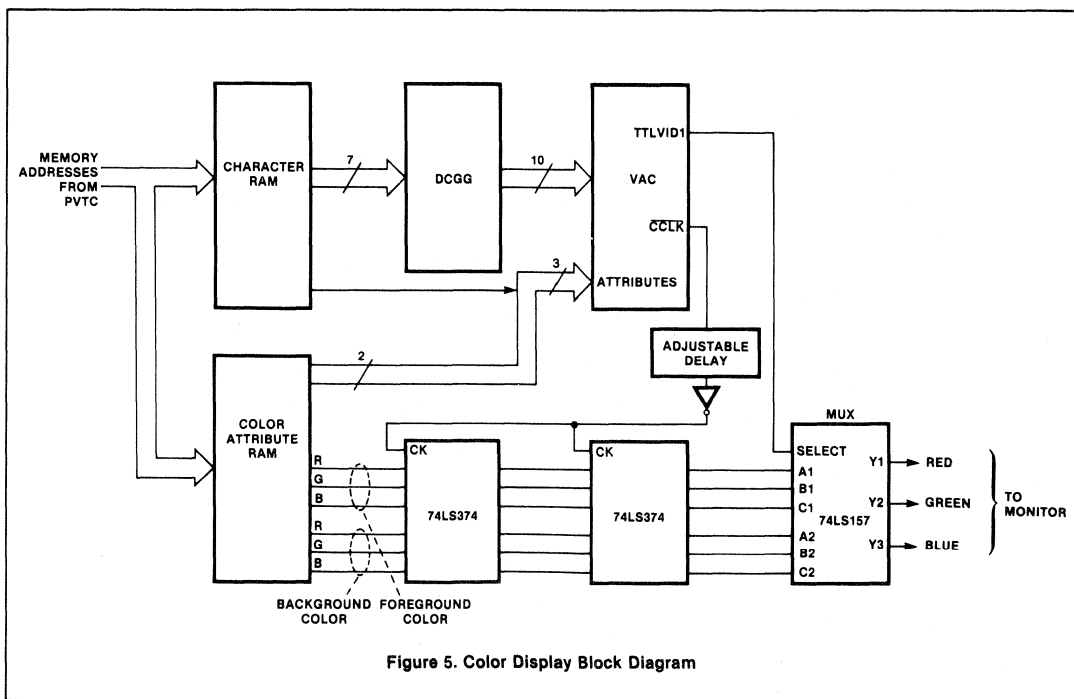 MEMORY
ADDRESSES
FROM
PVTC
CHARACTER
RAM
7
DCGG
10
TTLVID1
VAC
CCLK
3
ATTRIBUTES
ADJUSTABLE
DELAY
2
COLOR
ATTRIBUTE
RAM
R
G
B
R
G
B
BACKGROUND
COLOR
FOREGROUND
COLOR
CK
74LS374
CK
74LS374
MUX
SELECT
A1
B1
C1
A2
B2
C2
74LS157
Y1
Y2
Y3
RED
GREEN
BLUE
TO
MONITOR
Figure 5. Color Display Block Diagram